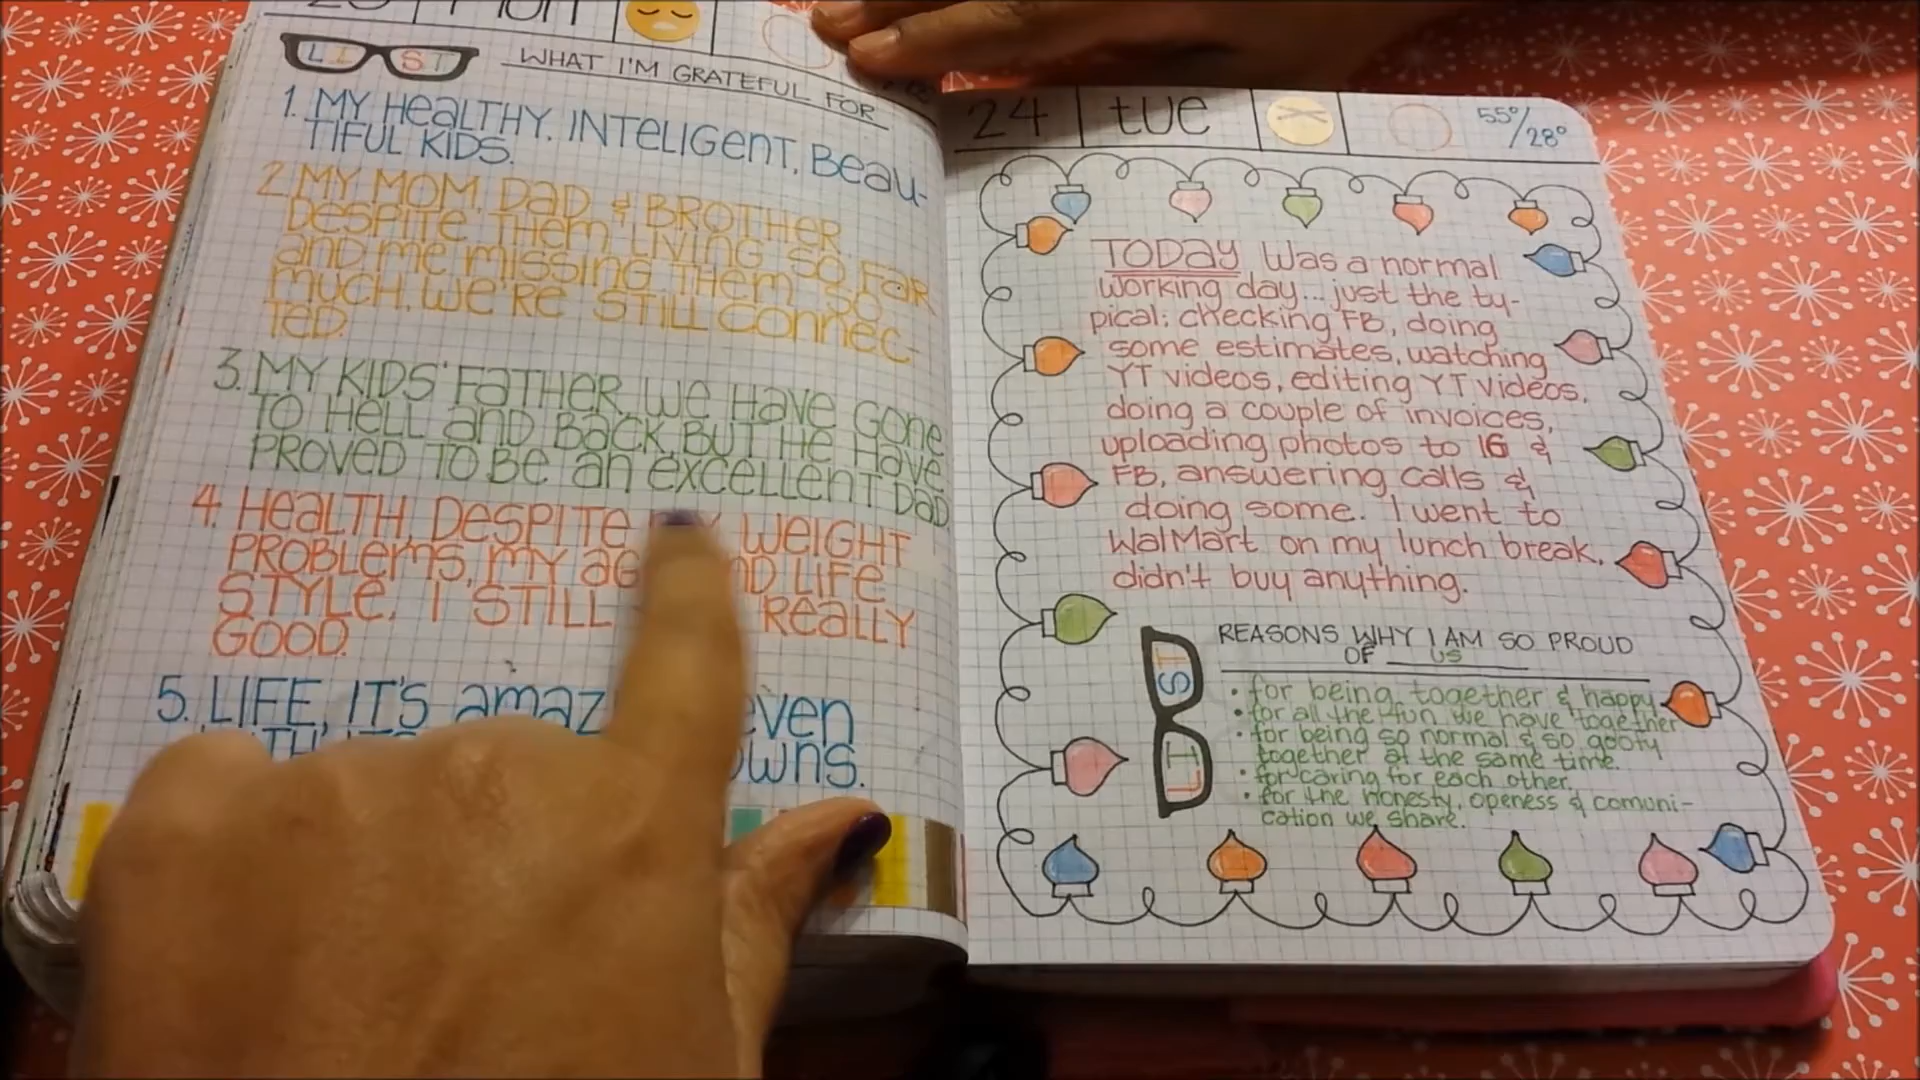 23 Mon
LIST WHAT I'M GRATEFUL FOR
1. MY HEALTHY, INTELIGENT, BEAU-
TIFUL KIDS.
2. MY MOM, DAD & BROTHER.
DESPITE THEM LIVING SO FAR
AND ME MISSING THEM SO
MUCH, WE'RE STILL CONNEC-
TED.
3. MY KIDS' FATHER, WE HAVE GONE
TO HELL AND BACK, BUT HE HAVE
PROVED TO BE AN EXCELLENT DAD
4. HEALTH, DESPITE WEIGHT
PROBLEMS, MY LIFE
STYLE, I STILL REALLY
GOOD.
5. LIFE, IT'S even
OWNS.
24 tue 55°/28°
TODAY Was a normal
working day... just the ty-
pical; checking FB, doing
some estimates, watching
YT videos, editing YT videos,
doing a couple of invoices,
uploading photos to IG &
FB, answering calls &
doing some. I went to
WalMart on my lunch break,
didn't buy anything.
LIST
REASONS WHY I AM SO PROUD
OF us
• for being together & happy
• for all the fun we have together
• for being so normal & so goofy
together at the same time.
• for caring for each other.
• for the honesty, openess & comuni-
cation we share.